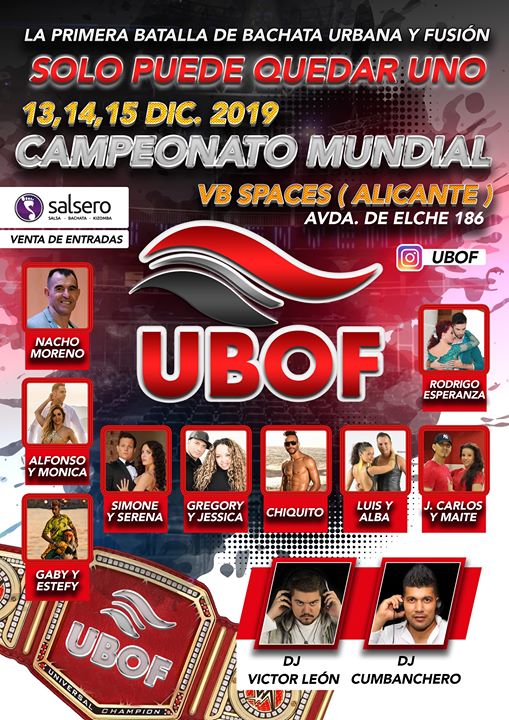 LA PRIMERA BATALLA DE BACHATA URBANA Y FUSIÓN
SOLO PUEDE QUEDAR UNO
13,14,15 DIC. 2019
CAMPEONATO MUNDIAL
VB SPACES ( ALICANTE )
AVDA. DE ELCHE 186
salsero
SALSA - BACHATA - KIZOMBA
VENTA DE ENTRADAS
UBOF
UBOF
NACHO
MORENO
RODRIGO
ESPERANZA
ALFONSO
Y MONICA
SIMONE
Y SERENA
GREGORY
Y JESSICA
CHIQUITO
LUIS Y
ALBA
J. CARLOS
Y MAITE
GABY Y
ESTEFY
UBOF
UNIVERSAL
CHAMPION
DJ
VICTOR LEÓN
DJ
CUMBANCHERO